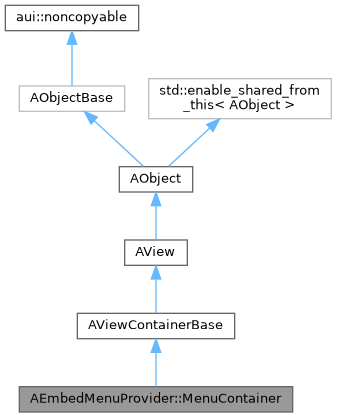 aui::noncopyable
AObjectBase
std::enable_shared_from
_this< AObject >
AObject
AView
AViewContainerBase
AEmbedMenuProvider::MenuContainer